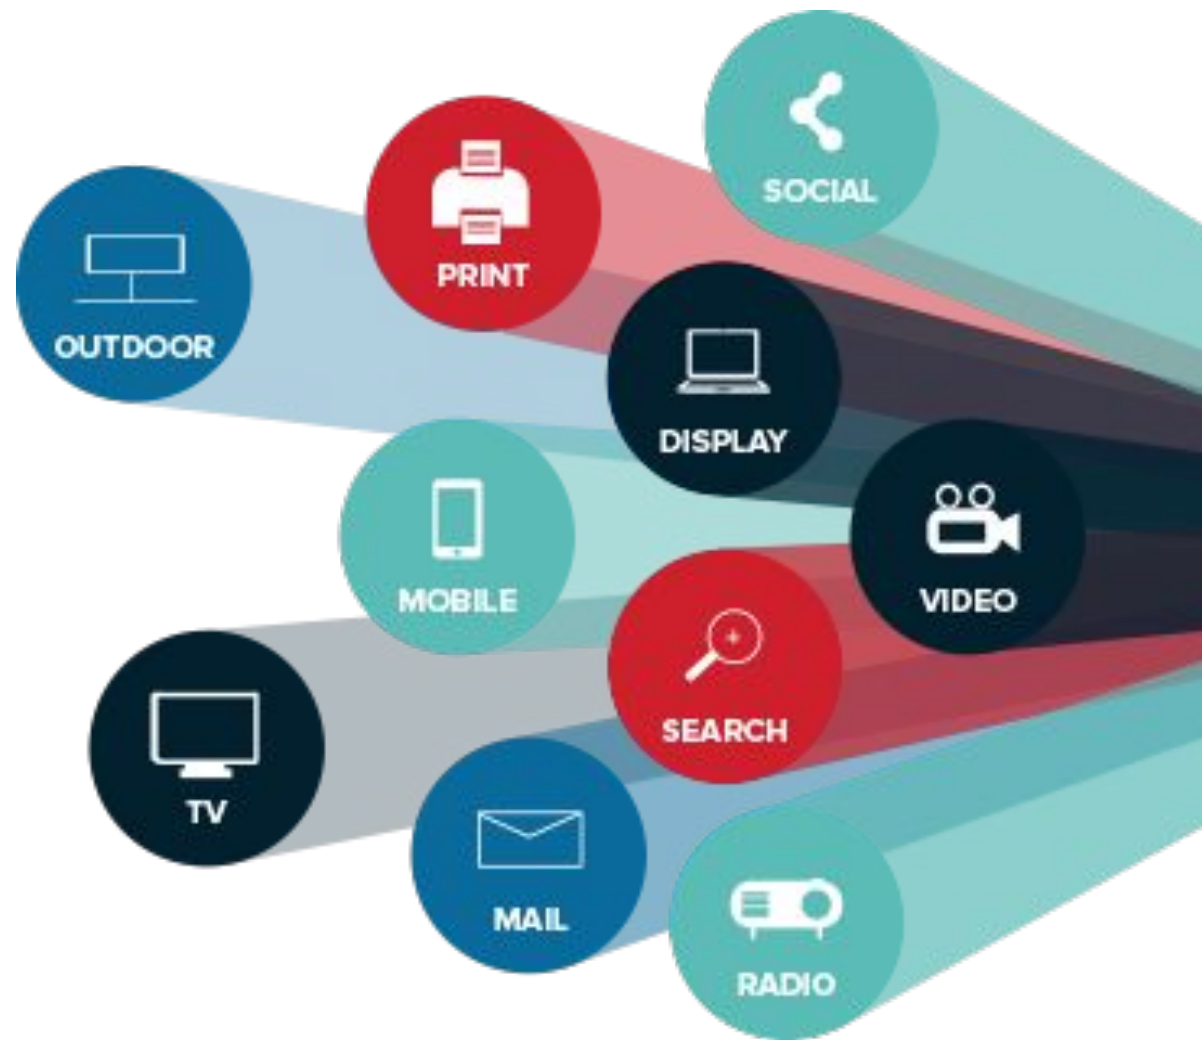 SOCIAL
PRINT
OUTDOOR
DISPLAY
MOBILE
VIDEO
SEARCH
TV
MAIL
RADIO